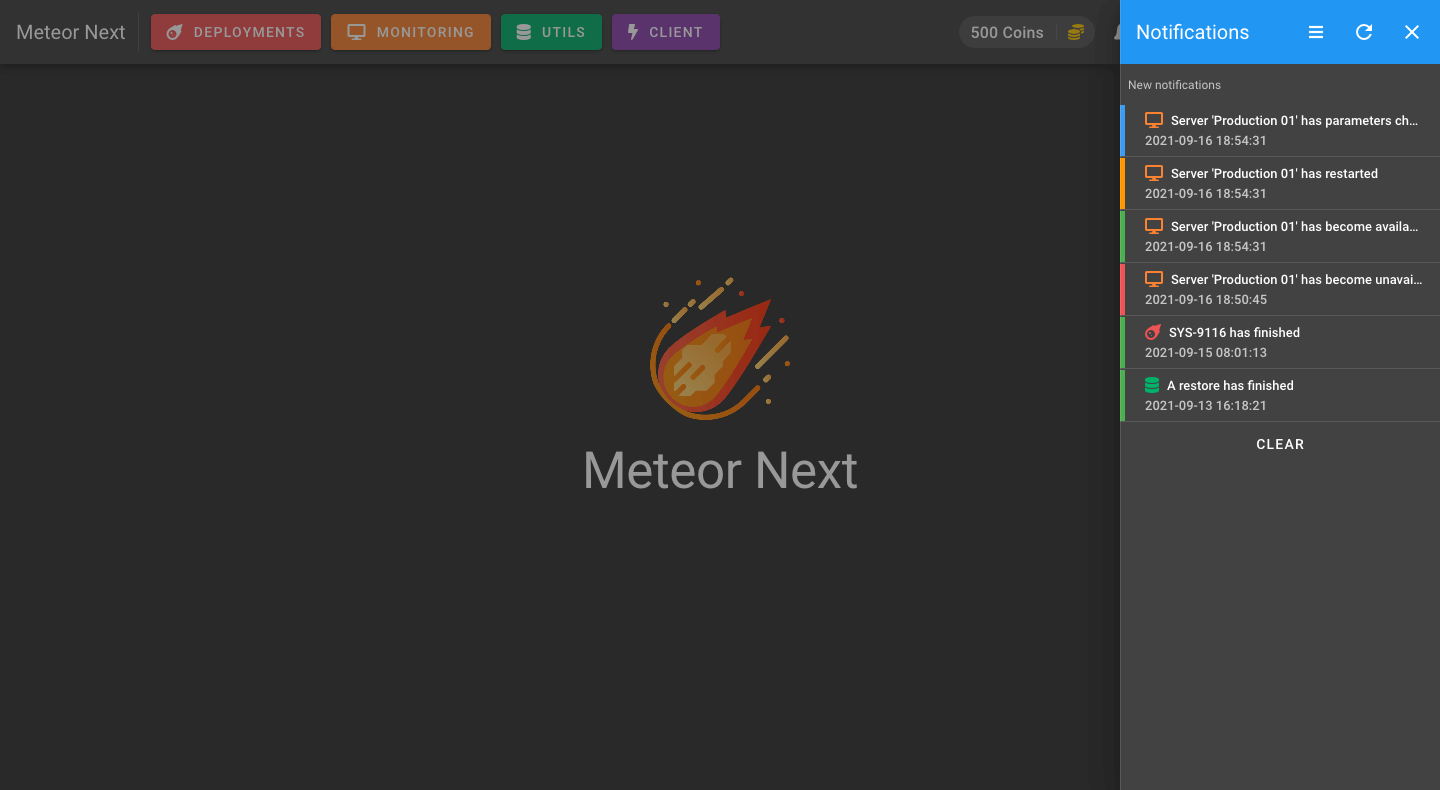 Meteor Next
DEPLOYMENTS
MONITORING
UTILS
CLIENT
500 Coins
Notifications
New notifications
Server 'Production 01' has parameters ch…
2021-09-16 18:54:31
Server 'Production 01' has restarted
2021-09-16 18:54:31
Server 'Production 01' has become availa…
2021-09-16 18:54:31
Server 'Production 01' has become unavai…
2021-09-16 18:50:45
SYS-9116 has finished
2021-09-15 08:01:13
A restore has finished
2021-09-13 16:18:21
CLEAR
Meteor Next